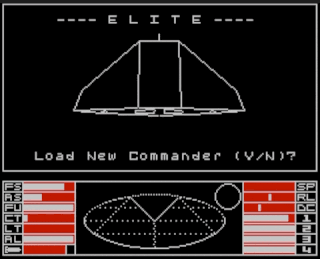 ---- E L I T E ----
Load New Commander (Y/N)?
FS
AS
FU
CT
LT
AL
SP
RL
DC
1
2
3
4